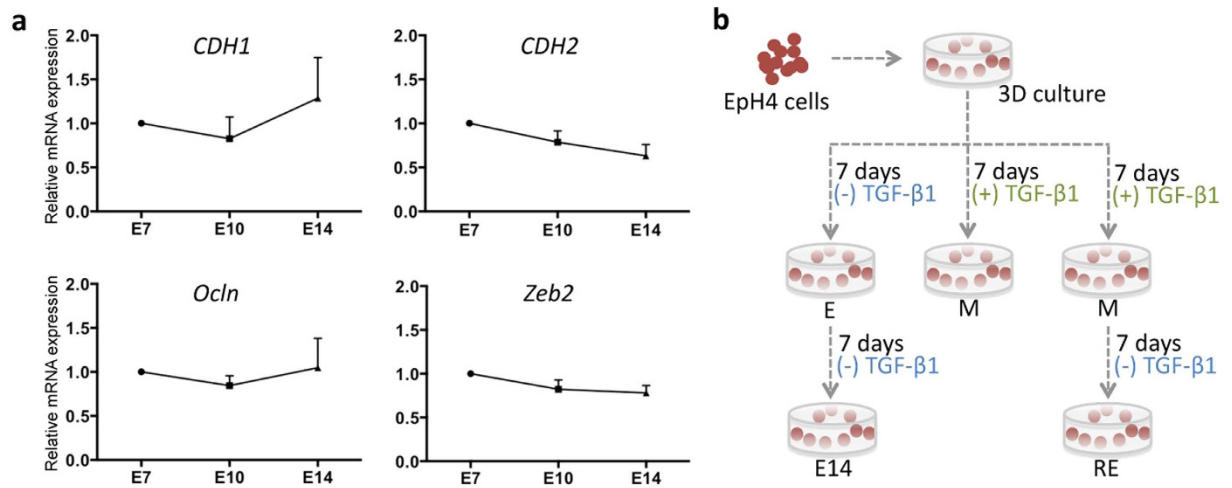 a
CDH1
Relative mRNA expression
2.0
1.5
1.0
0.5
0.0
E7 E10 E14
CDH2
2.0
1.5
1.0
0.5
0.0
E7 E10 E14
Ocln
Relative mRNA expression
2.0
1.5
1.0
0.5
0.0
E7 E10 E14
Zeb2
2.0
1.5
1.0
0.5
0.0
E7 E10 E14
b
EpH4 cells
3D culture
7 days
(-) TGF-β1
7 days
(+) TGF-β1
7 days
(+) TGF-β1
E
M
M
7 days
(-) TGF-β1
7 days
(-) TGF-β1
E14
RE